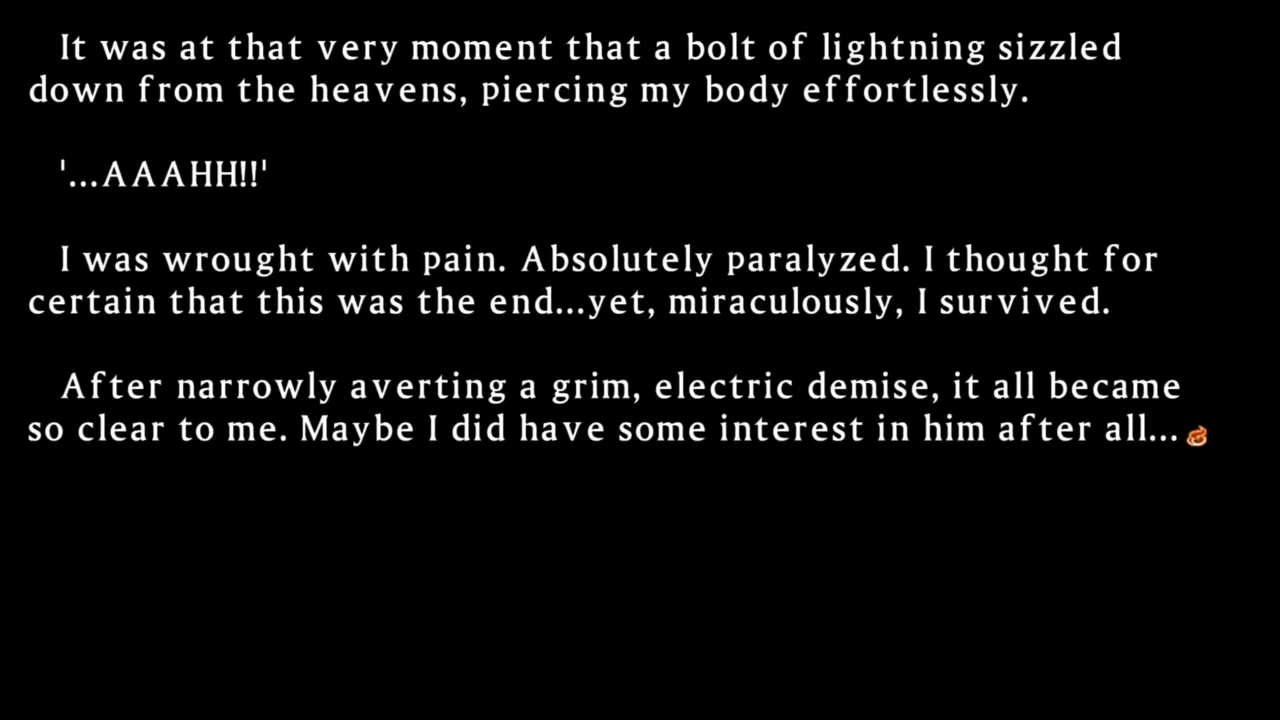 It was at that very moment that a bolt of lightning sizzled
down from the heavens, piercing my body effortlessly.
'...AAAHH!!'
I was wrought with pain. Absolutely paralyzed. I thought for
certain that this was the end...yet, miraculously, I survived.
After narrowly averting a grim, electric demise, it all became
so clear to me. Maybe I did have some interest in him after all...